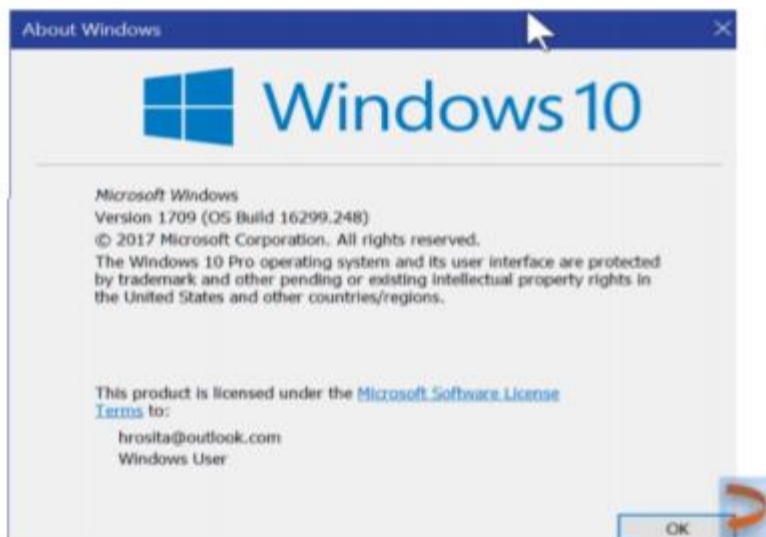 About Windows
Windows 10
Microsoft Windows
Version 1709 (OS Build 16299.248)
© 2017 Microsoft Corporation. All rights reserved.
The Windows 10 Pro operating system and its user interface are protected
by trademark and other pending or existing intellectual property rights in
the United States and other countries/regions.
This product is licensed under the Microsoft Software License
Terms to:
hrosita@outlook.com
Windows User
OK